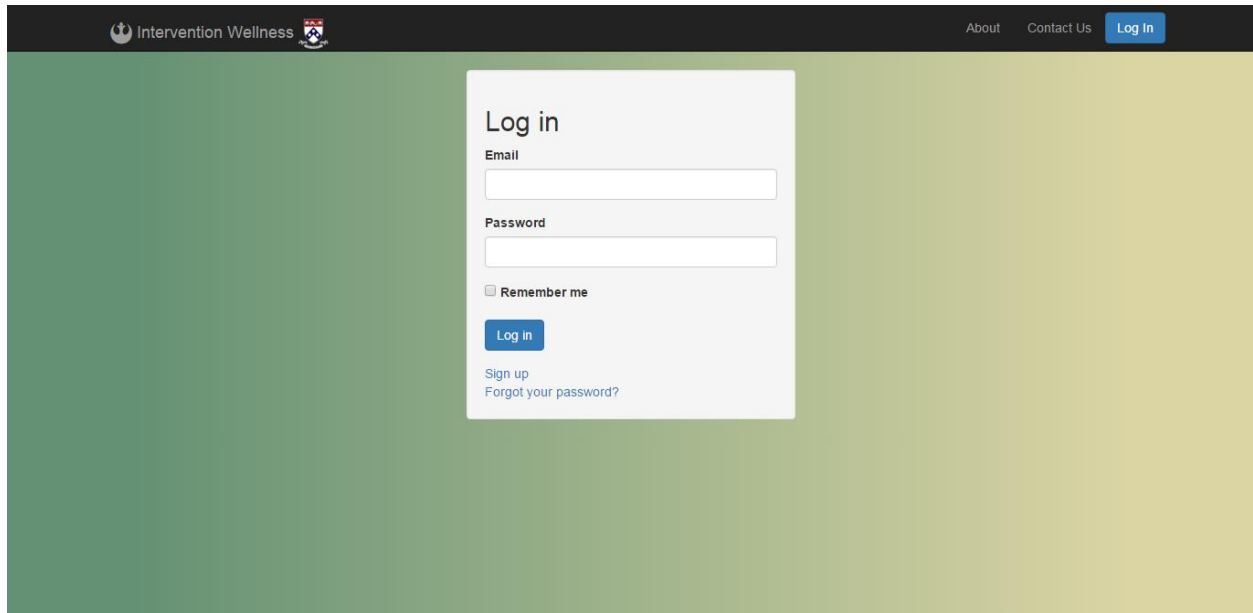 Intervention Wellness
About Contact Us Log In
Log in
Email
Password
Remember me
Log in
Sign up
Forgot your password?